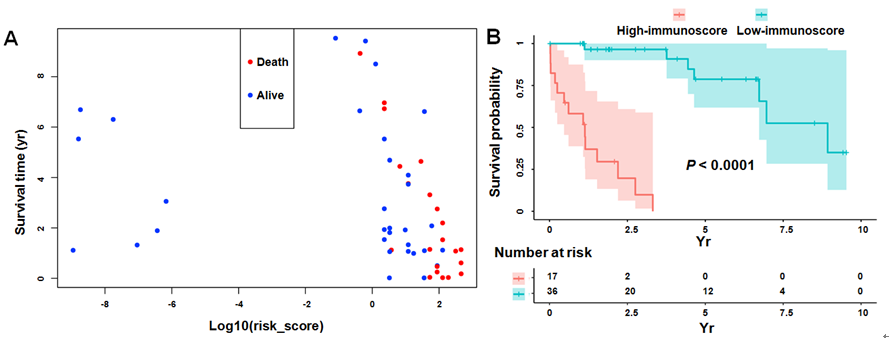 A
Death
Alive
Survival time (yr)
8
6
4
2
0
-8 -6 -4 -2 0 2
Log10(risk_score)
B
High-immunoscore Low-immunoscore
Survival probability
1
0.75
0.5
0.25
0
P < 0.0001
0 2.5 5 7.5 10
Yr
Number at risk
17 2 0 0 0
36 20 12 4 0
0 2.5 5 7.5 10
Yr